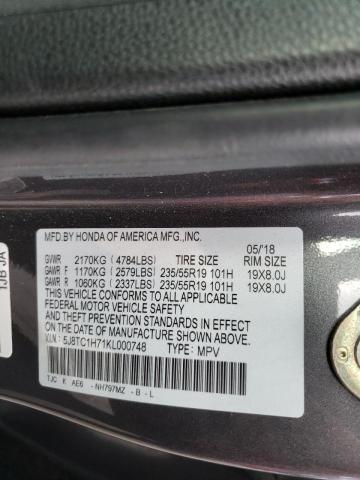 MFD.BY HONDA OF AMERICA MFG.,INC.
05/'18
GVWR 2170KG (4784LBS) TIRE SIZE RIM SIZE
GAWR F 1170KG (2579LBS) 235/55R19 101H 19X8.0J
GAWR R 1060KG (2337LBS) 235/55R19 101H 19X8.0J
THIS VEHICLE CONFORMS TO ALL APPLICABLE
FEDERAL MOTOR VEHICLE SAFETY
AND THEFT PREVENTION STANDARDS IN EFFECT
ON THE DATE OF MANUFACTURE SHOWN ABOVE.
V.I.N.: 5J8TC1H71KL000748 TYPE: MPV
TJC K AE6 -NH797MZ -B -L
TJB JA